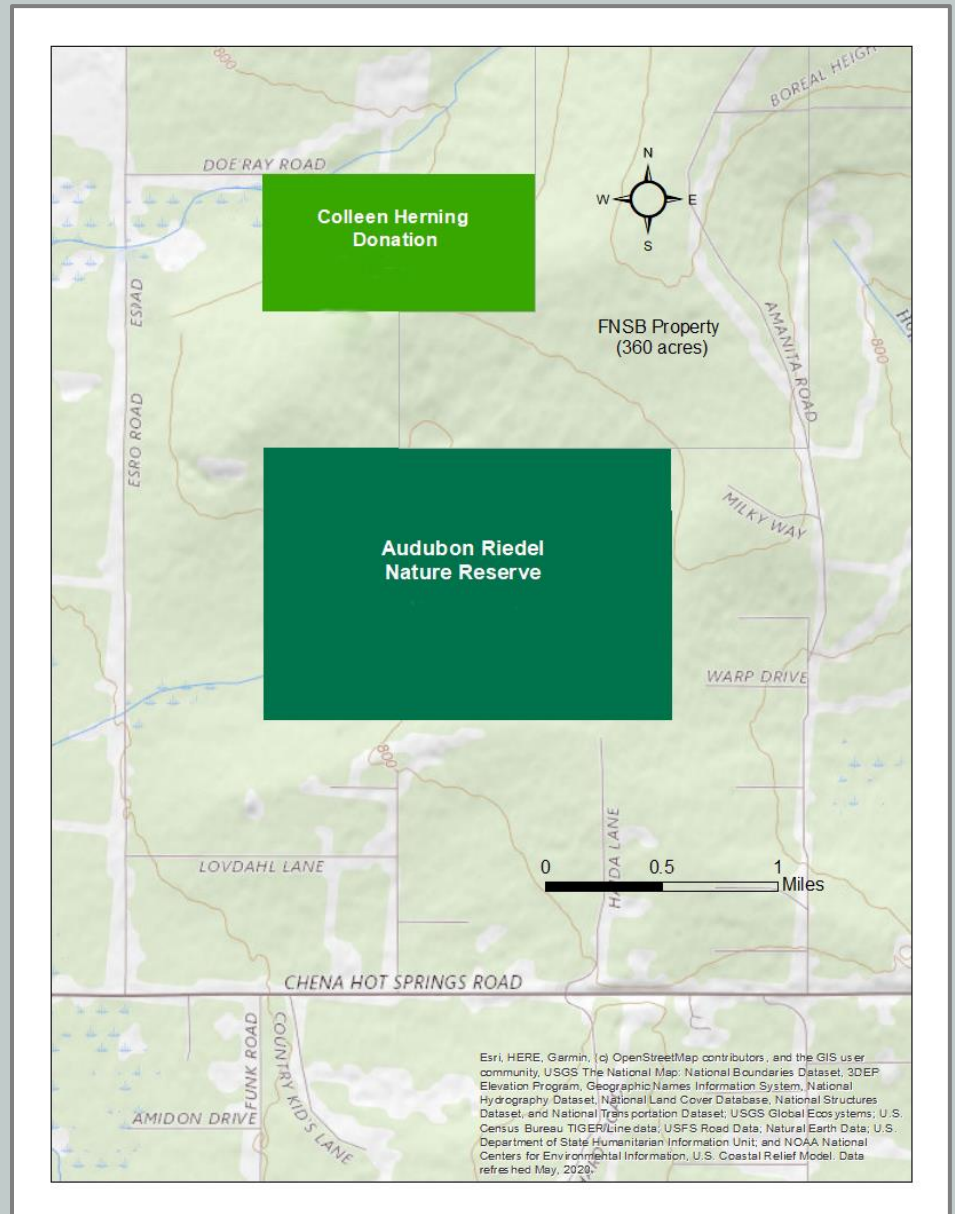 800
BOREAL HEIGH
DOE RAY ROAD
N
W
E
S
Colleen Herning
Donation
FNSB Property
(360 acres)
AMANITA ROAD
800
ESRO ROAD
MILKY WAY
Audubon Riedel
Nature Reserve
WARP DRIVE
800
LOVDAHL LANE
0 0.5 1
Miles
CHENA HOT SPRINGS ROAD
FUNK ROAD
COUNTRY KID'S LANE
AMIDON DRIVE
Esri, HERE, Garmin, (c) OpenStreetMap contributors, and the GIS user
community, USGS The National Map: National Boundaries Dataset, 3DEP
Elevation Program, Geographic Names Information System, National
Hydrography Dataset, National Land Cover Database, National Structures
Dataset, and National Transportation Dataset; USGS Global Ecosystems; U.S.
Census Bureau TIGER/Line data; USFS Road Data; Natural Earth Data; U.S.
Department of State Humanitarian Information Unit; and NOAA National
Centers for Environmental Information, U.S. Coastal Relief Model. Data
refreshed May, 2020.